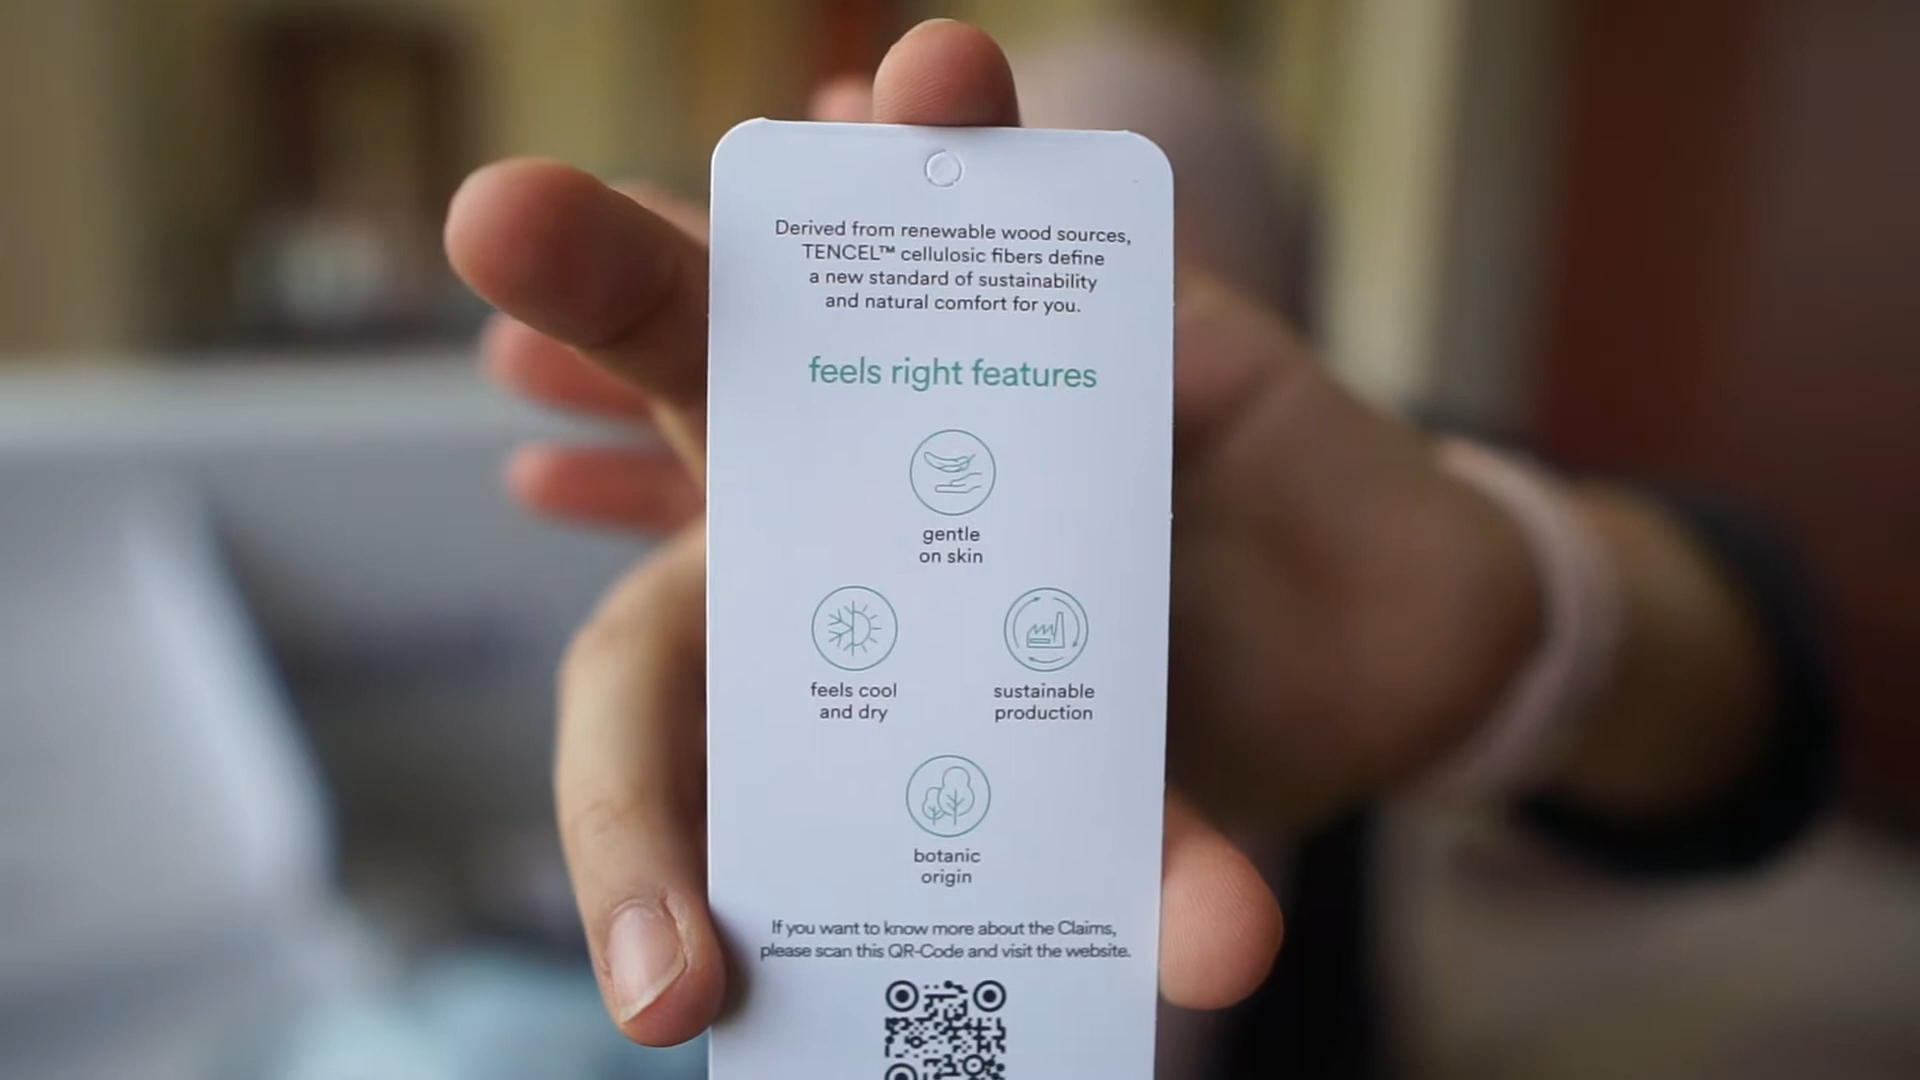 Derived from renewable wood sources,
TENCEL™ cellulosic fibers define
a new standard of sustainability
and natural comfort for you.
feels right features
gentle
on skin
feels cool
and dry
sustainable
production
botanic
origin
If you want to know more about the Claims,
please scan this QR-Code and visit the website.